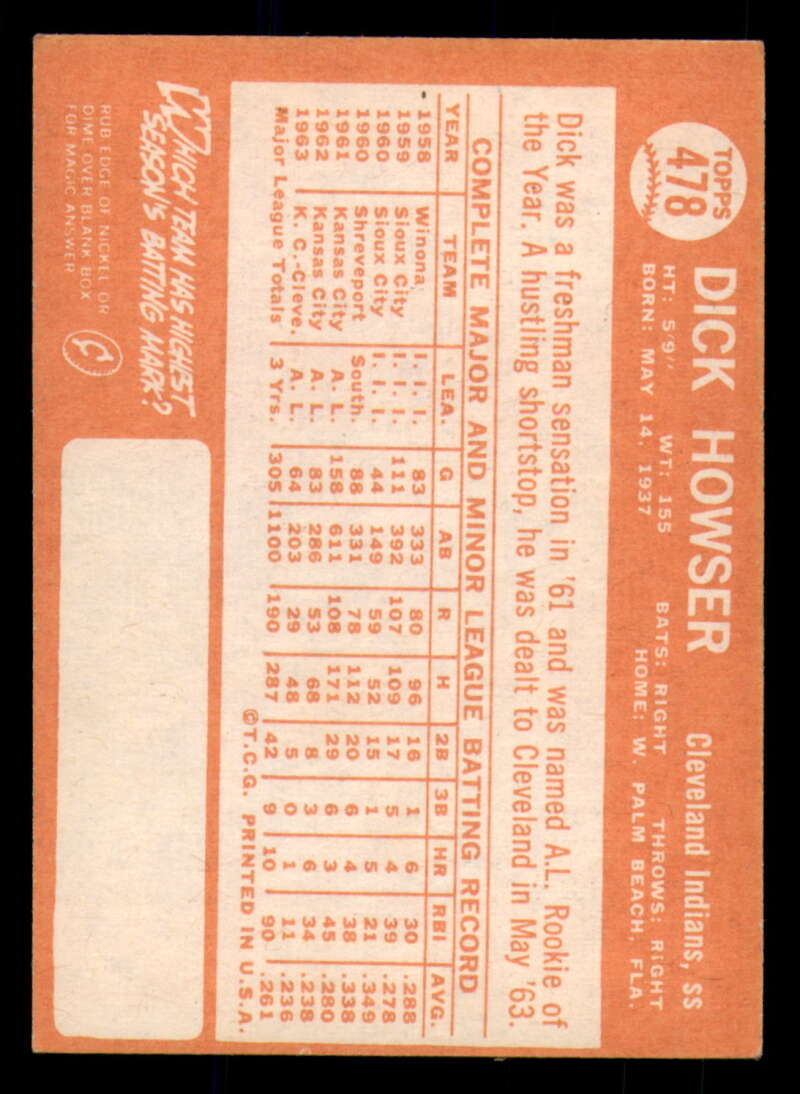 TOPPS
478
DICK HOWSER Cleveland Indians, SS
HT: 5'9" WT: 155 BATS: RIGHT THROWS: RIGHT
BORN: MAY 14, 1937 HOME: W. PALM BEACH, FLA.
Dick was a freshman sensation in '61 and was named A.L. Rookie of
the Year. A hustling shortstop, he was dealt to Cleveland in May '63.
COMPLETE MAJOR AND MINOR LEAGUE BATTING RECORD
YEAR TEAM LEA. G AB R H 2B 3B HR RBI AVG.
1958 Winona I. I. I. 83 333 80 96 16 1 6 30 .288
1959 Sioux City I. I. I. 111 392 107 109 17 5 4 39 .278
1960 Sioux City I. I. I. 44 149 59 52 15 1 5 21 .349
1960 Shreveport South. 88 331 78 112 20 6 4 38 .338
1961 Kansas City A. L. 158 611 108 171 29 6 3 45 .280
1962 Kansas City A. L. 83 286 53 68 8 3 6 34 .238
1963 K. C.-Cleve. A. L. 64 203 29 48 5 0 1 11 .236
Major League Totals 3 Yrs. 305 1100 190 287 42 9 10 90 .261
©T.C.G. PRINTED IN U.S.A.
WHICH TEAM HAS HIGHEST
SEASON'S BATTING MARK?
RUB EDGE OF NICKEL OR
DIME OVER BLANK BOX
FOR MAGIC ANSWER